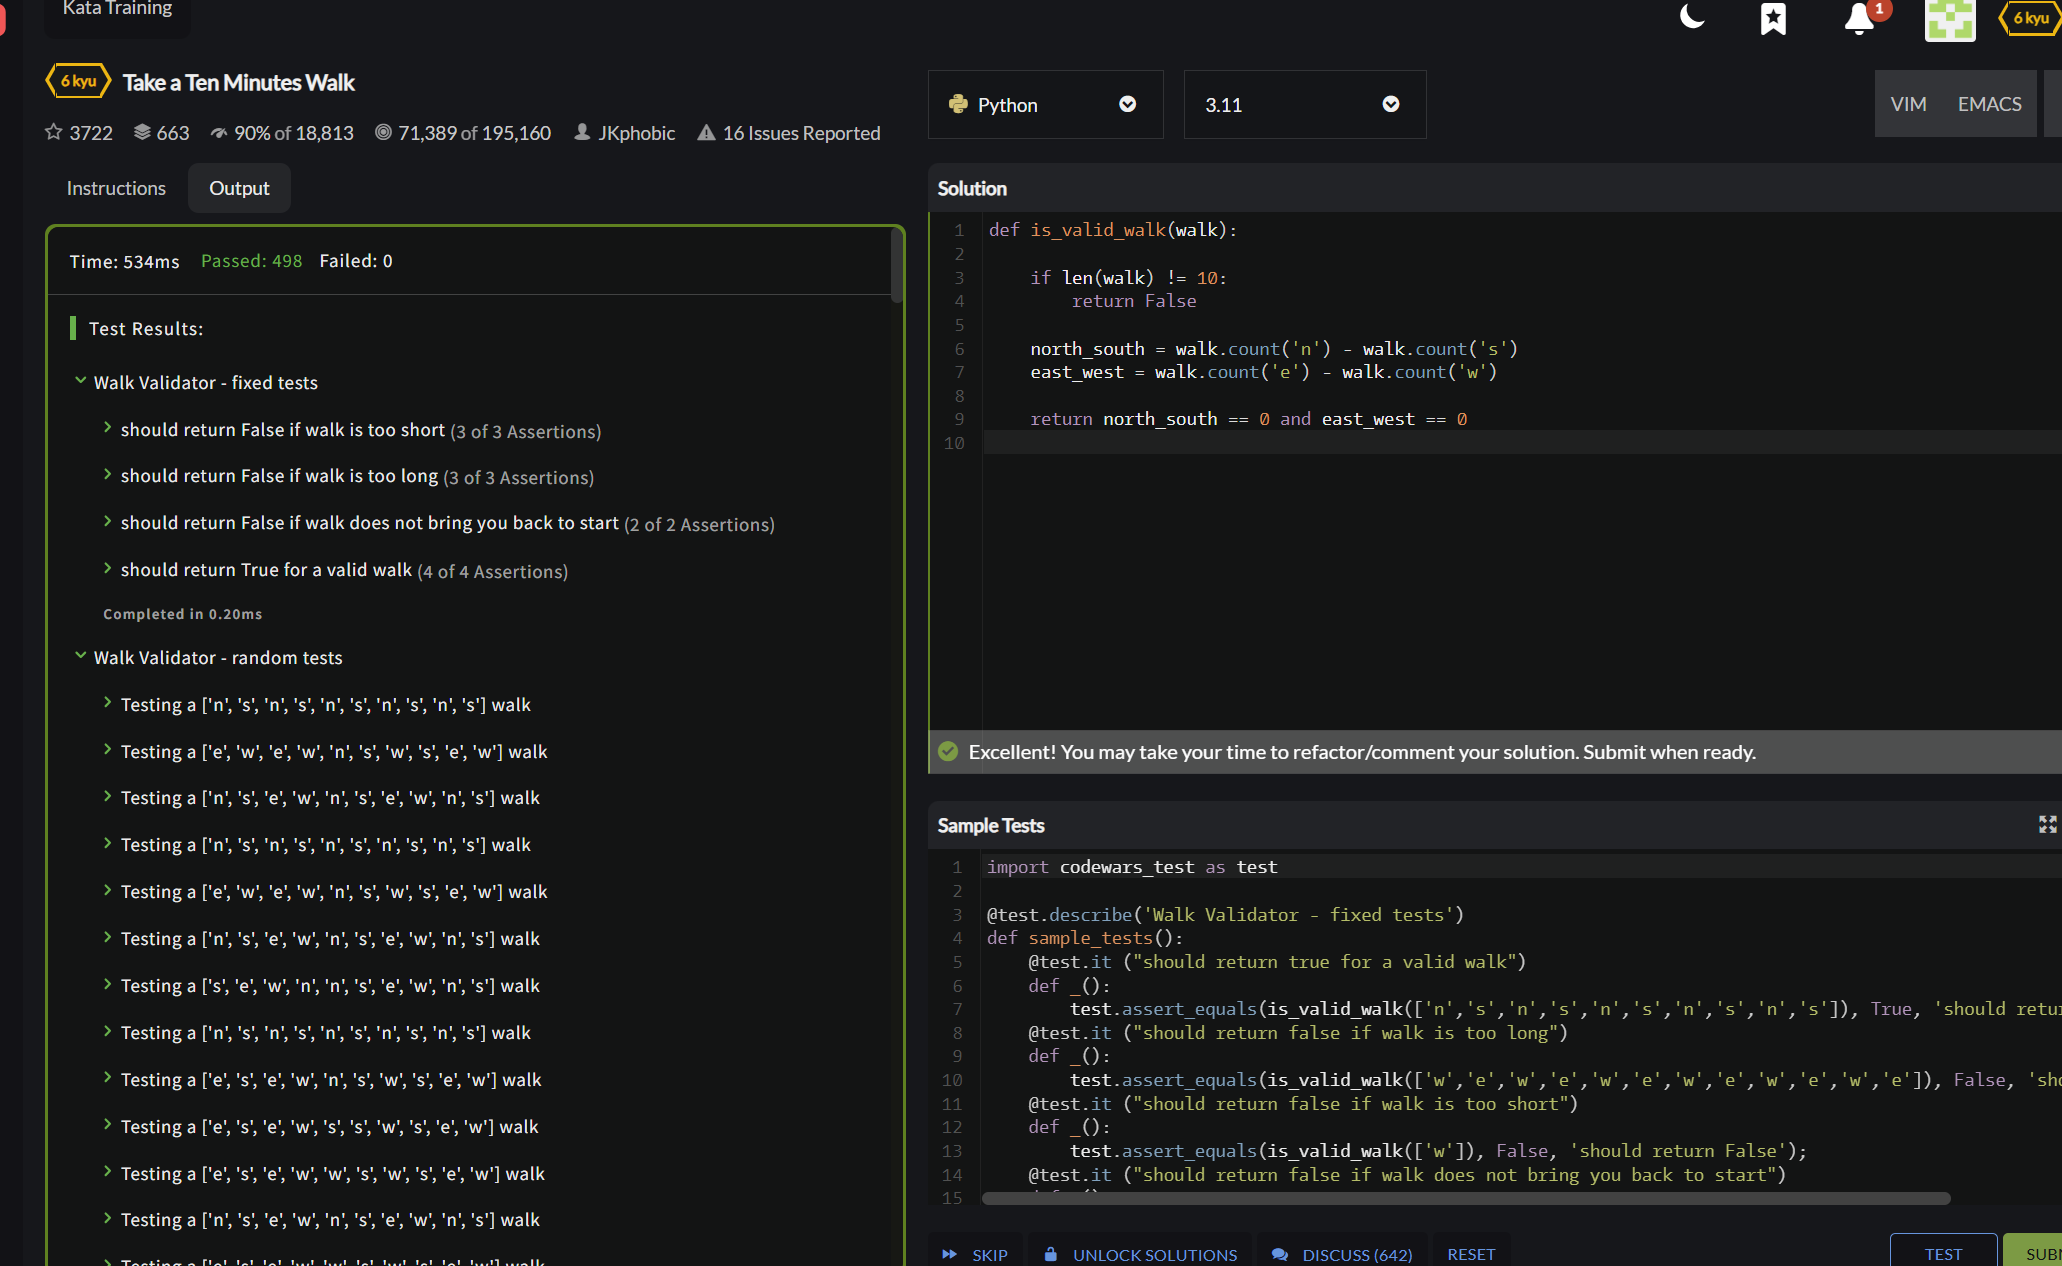 Kata Training
1
6 kyu
6 kyu Take a Ten Minutes Walk
3722 663 90% of 18,813 71,389 of 195,160 JKphobic 16 Issues Reported
Instructions Output
Time: 534ms Passed: 498 Failed: 0
Test Results:
Walk Validator - fixed tests
should return False if walk is too short (3 of 3 Assertions)
should return False if walk is too long (3 of 3 Assertions)
should return False if walk does not bring you back to start (2 of 2 Assertions)
should return True for a valid walk (4 of 4 Assertions)
Completed in 0.20ms
Walk Validator - random tests
Testing a ['n', 's', 'n', 's', 'n', 's', 'n', 's', 'n', 's'] walk
Testing a ['e', 'w', 'e', 'w', 'n', 's', 'w', 's', 'e', 'w'] walk
Testing a ['n', 's', 'e', 'w', 'n', 's', 'e', 'w', 'n', 's'] walk
Testing a ['n', 's', 'n', 's', 'n', 's', 'n', 's', 'n', 's'] walk
Testing a ['e', 'w', 'e', 'w', 'n', 's', 'w', 's', 'e', 'w'] walk
Testing a ['n', 's', 'e', 'w', 'n', 's', 'e', 'w', 'n', 's'] walk
Testing a ['s', 'e', 'w', 'n', 'n', 's', 'e', 'w', 'n', 's'] walk
Testing a ['n', 's', 'n', 's', 'n', 's', 'n', 's', 'n', 's'] walk
Testing a ['e', 's', 'e', 'w', 'n', 's', 'w', 's', 'e', 'w'] walk
Testing a ['e', 's', 'e', 'w', 's', 's', 'w', 's', 'e', 'w'] walk
Testing a ['e', 's', 'e', 'w', 'w', 's', 'w', 's', 'e', 'w'] walk
Testing a ['n', 's', 'e', 'w', 'n', 's', 'e', 'w', 'n', 's'] walk
Python 3.11 VIM EMACS
Solution
1 def is_valid_walk(walk):
2
3 if len(walk) != 10:
4 return False
5
6 north_south = walk.count('n') - walk.count('s')
7 east_west = walk.count('e') - walk.count('w')
8
9 return north_south == 0 and east_west == 0
10
Excellent! You may take your time to refactor/comment your solution. Submit when ready.
Sample Tests
1 import codewars_test as test
2
3 @test.describe('Walk Validator - fixed tests')
4 def sample_tests():
5 @test.it ("should return true for a valid walk")
6 def _():
7 test.assert_equals(is_valid_walk(['n','s','n','s','n','s','n','s','n','s']), True, 'should retur
8 @test.it ("should return false if walk is too long")
9 def _():
10 test.assert_equals(is_valid_walk(['w','e','w','e','w','e','w','e','w','e','w','e']), False, 'sho
11 @test.it ("should return false if walk is too short")
12 def _():
13 test.assert_equals(is_valid_walk(['w']), False, 'should return False');
14 @test.it ("should return false if walk does not bring you back to start")
15
SKIP UNLOCK SOLUTIONS DISCUSS (642) RESET TEST SUB